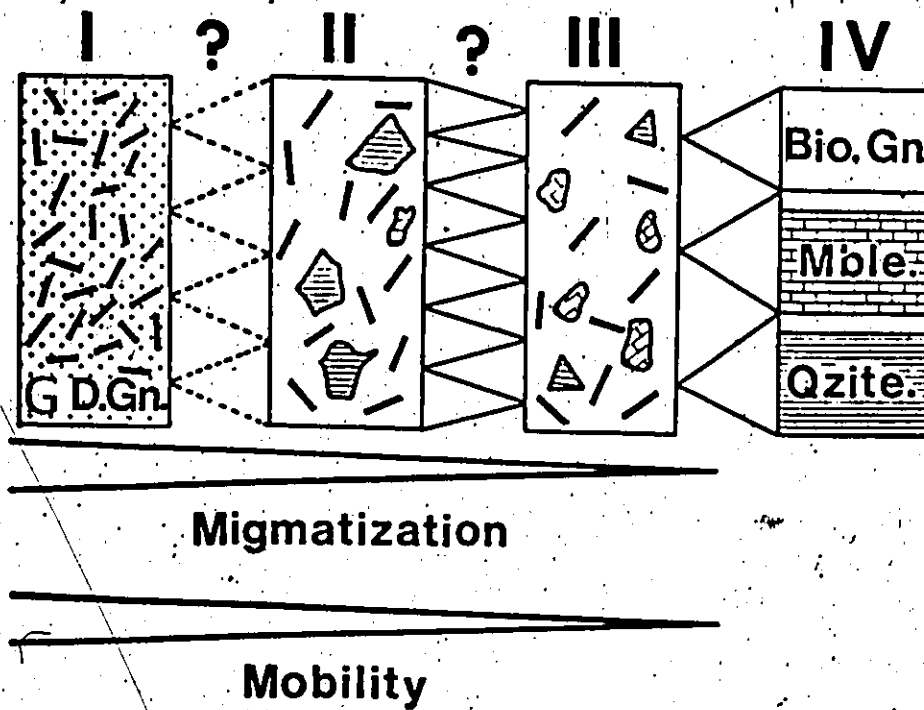 I ? II ? III IV
Bio. Gn
Mble.
Qzite.
G D.Gn.
Migmatization
Mobility